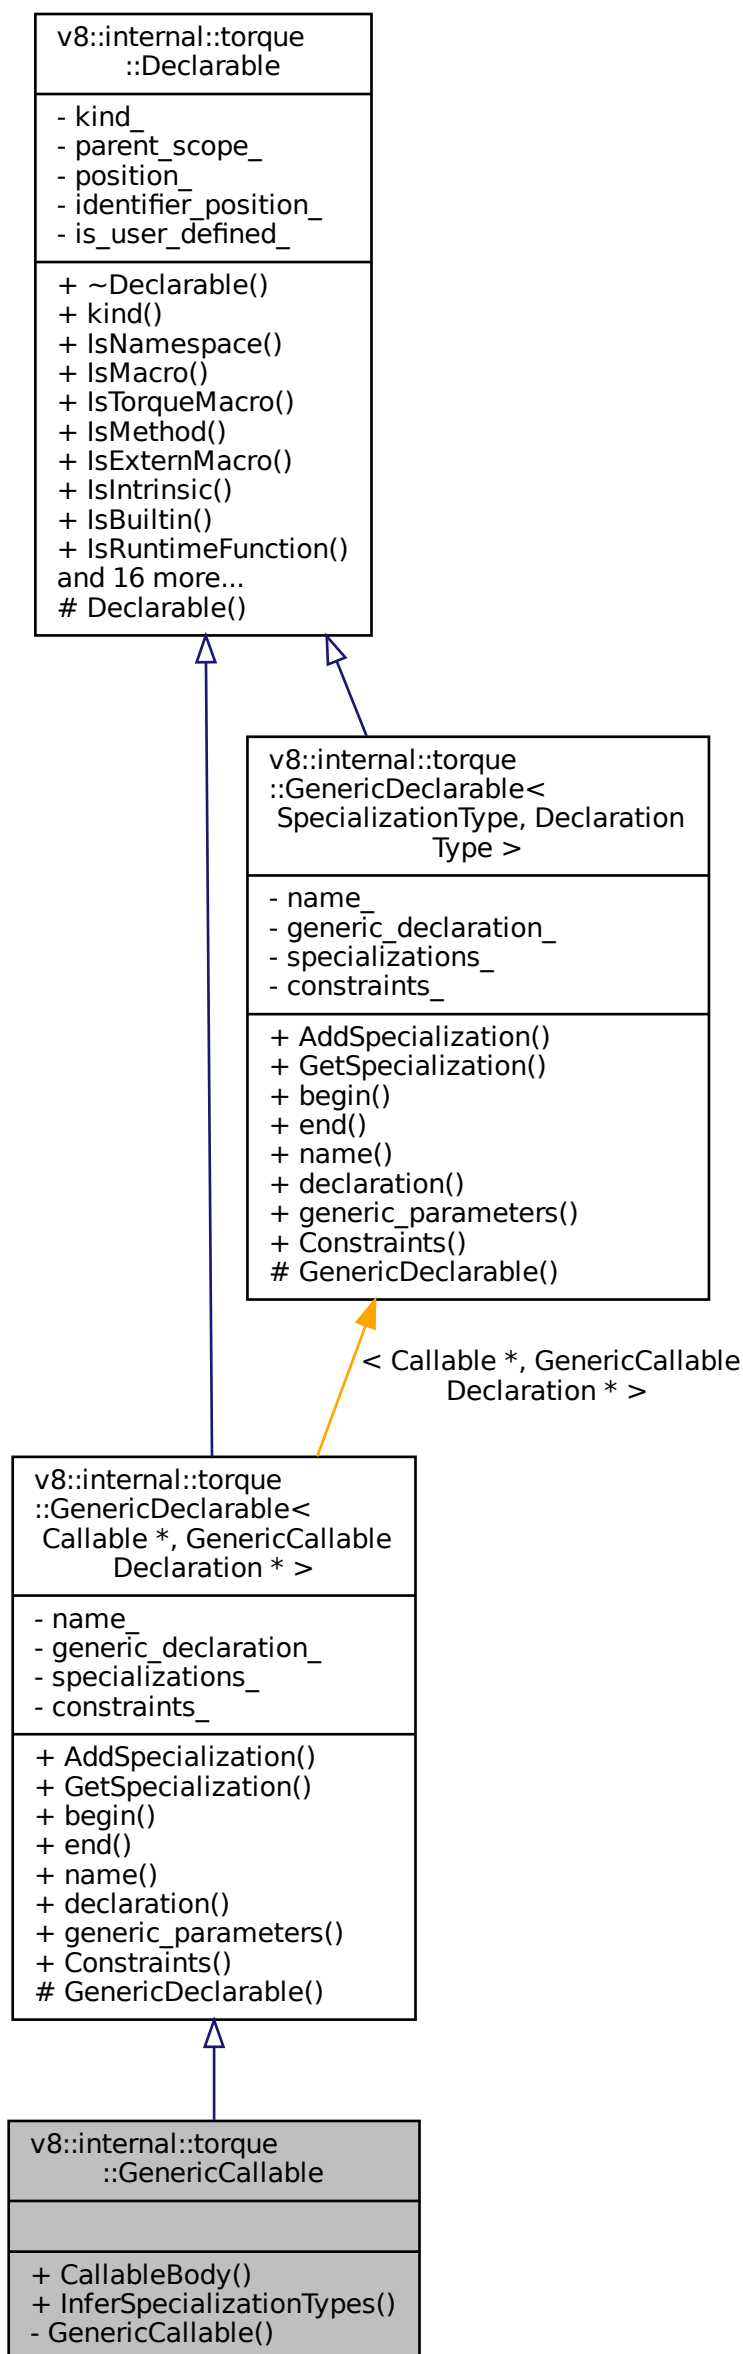 v8::internal::torque
::Declarable
- kind_
- parent_scope_
- position_
- identifier_position_
- is_user_defined_
+ ~Declarable()
+ kind()
+ IsNamespace()
+ IsMacro()
+ IsTorqueMacro()
+ IsMethod()
+ IsExternMacro()
+ IsIntrinsic()
+ IsBuiltin()
+ IsRuntimeFunction()
and 16 more...
# Declarable()
v8::internal::torque
::GenericDeclarable<
SpecializationType, Declaration
Type >
- name_
- generic_declaration_
- specializations_
- constraints_
+ AddSpecialization()
+ GetSpecialization()
+ begin()
+ end()
+ name()
+ declaration()
+ generic_parameters()
+ Constraints()
# GenericDeclarable()
< Callable *, GenericCallable
Declaration * >
v8::internal::torque
::GenericDeclarable<
Callable *, GenericCallable
Declaration * >
- name_
- generic_declaration_
- specializations_
- constraints_
+ AddSpecialization()
+ GetSpecialization()
+ begin()
+ end()
+ name()
+ declaration()
+ generic_parameters()
+ Constraints()
# GenericDeclarable()
v8::internal::torque
::GenericCallable
+ CallableBody()
+ InferSpecializationTypes()
- GenericCallable()